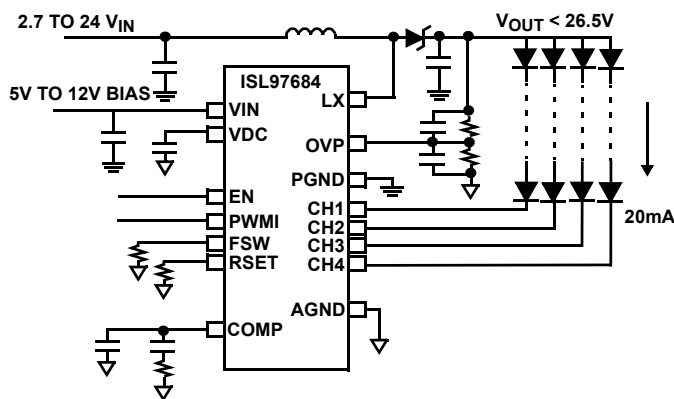 2.7 TO 24 VIN
VOUT < 26.5V
5V TO 12V BIAS
ISL97684
VIN
LX
VDC
OVP
PGND
EN
CH1
20mA
PWMI
CH2
FSW
CH3
RSET
CH4
AGND
COMP